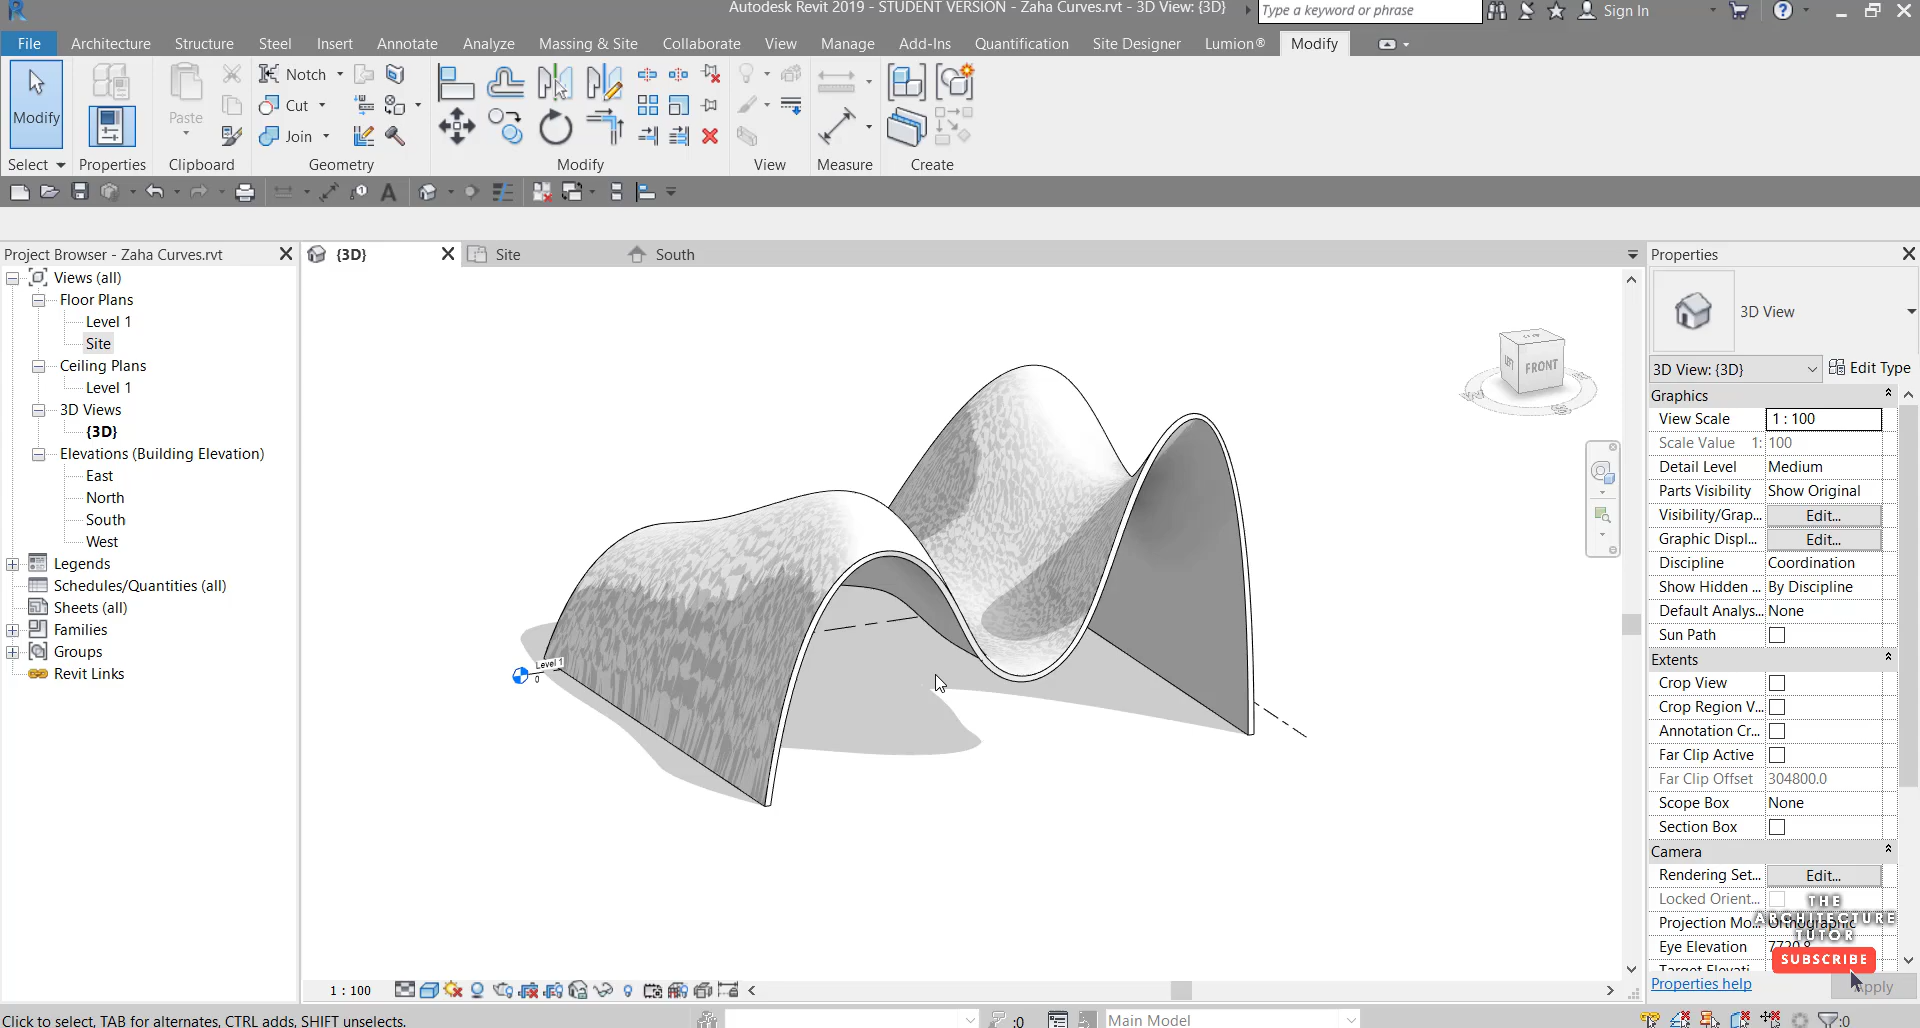 Autodesk Revit 2019 - STUDENT VERSION - Zaha Curves.rvt - 3D View: {3D}
Type a keyword or phrase
Sign In
File Architecture Structure Steel Insert Annotate Analyze Massing & Site Collaborate View Manage Add-Ins Quantification Site Designer Lumion® Modify
Modify
Paste
Notch
Cut
Join
Select Properties Clipboard Geometry Modify View Measure Create
Project Browser - Zaha Curves.rvt
{3D} Site South
Properties
Views (all)
Floor Plans
Level 1
Site
Ceiling Plans
Level 1
3D Views
{3D}
Elevations (Building Elevation)
East
North
South
West
Legends
Schedules/Quantities (all)
Sheets (all)
Families
Groups
Revit Links
Level 1
0
FRONT
3D View
3D View: {3D} Edit Type
Graphics
View Scale 1 : 100
Scale Value 1: 100
Detail Level Medium
Parts Visibility Show Original
Visibility/Grap... Edit...
Graphic Displ... Edit...
Discipline Coordination
Show Hidden ... By Discipline
Default Analys... None
Sun Path
Extents
Crop View
Crop Region V...
Annotation Cr...
Far Clip Active
Far Clip Offset 304800.0
Scope Box None
Section Box
Camera
Rendering Set... Edit...
Locked Orient...
Projection Mo... Orthographic
Eye Elevation
THE
ARCHITECTURE
TUTOR
SUBSCRIBE
Properties help
Apply
1 : 100
Click to select, TAB for alternates, CTRL adds, SHIFT unselects.
:0
Main Model
:0